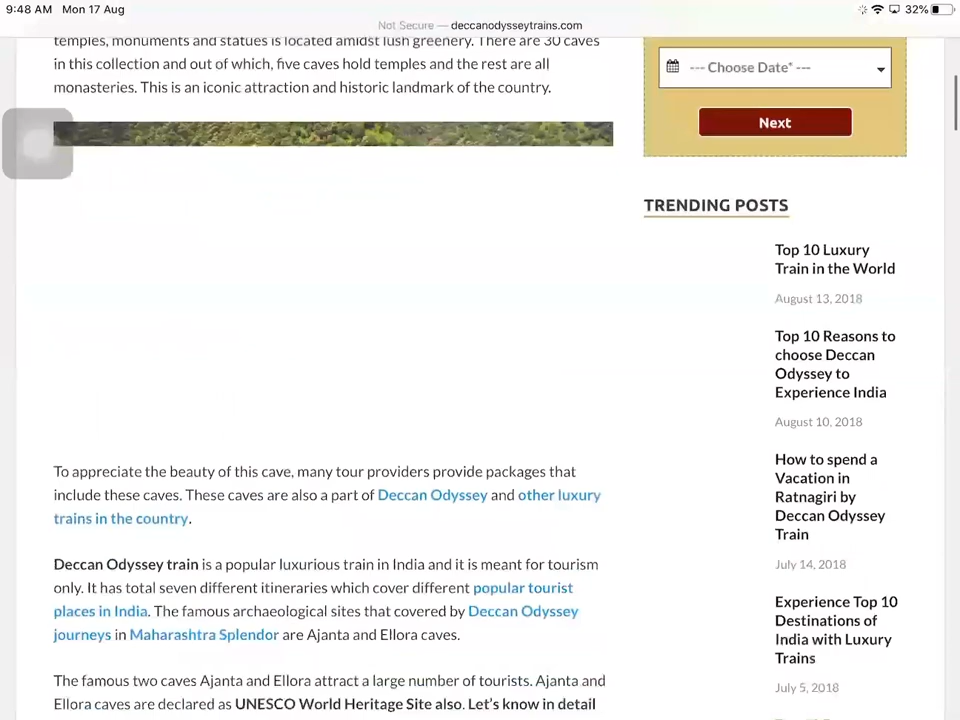 9:48 AM Mon 17 Aug
32%
Not Secure — deccanodysseytrains.com
temples, monuments and statues is located amidst lush greenery. There are 30 caves
in this collection and out of which, five caves hold temples and the rest are all
monasteries. This is an iconic attraction and historic landmark of the country.
To appreciate the beauty of this cave, many tour providers provide packages that
include these caves. These caves are also a part of Deccan Odyssey and other luxury
trains in the country.
Deccan Odyssey train is a popular luxurious train in India and it is meant for tourism
only. It has total seven different itineraries which cover different popular tourist
places in India. The famous archaeological sites that covered by Deccan Odyssey
journeys in Maharashtra Splendor are Ajanta and Ellora caves.
The famous two caves Ajanta and Ellora attract a large number of tourists. Ajanta and
Ellora caves are declared as UNESCO World Heritage Site also. Let's know in detail
--- Choose Date* ---
Next
TRENDING POSTS
Top 10 Luxury
Train in the World
August 13, 2018
Top 10 Reasons to
choose Deccan
Odyssey to
Experience India
August 10, 2018
How to spend a
Vacation in
Ratnagiri by
Deccan Odyssey
Train
July 14, 2018
Experience Top 10
Destinations of
India with Luxury
Trains
July 5, 2018